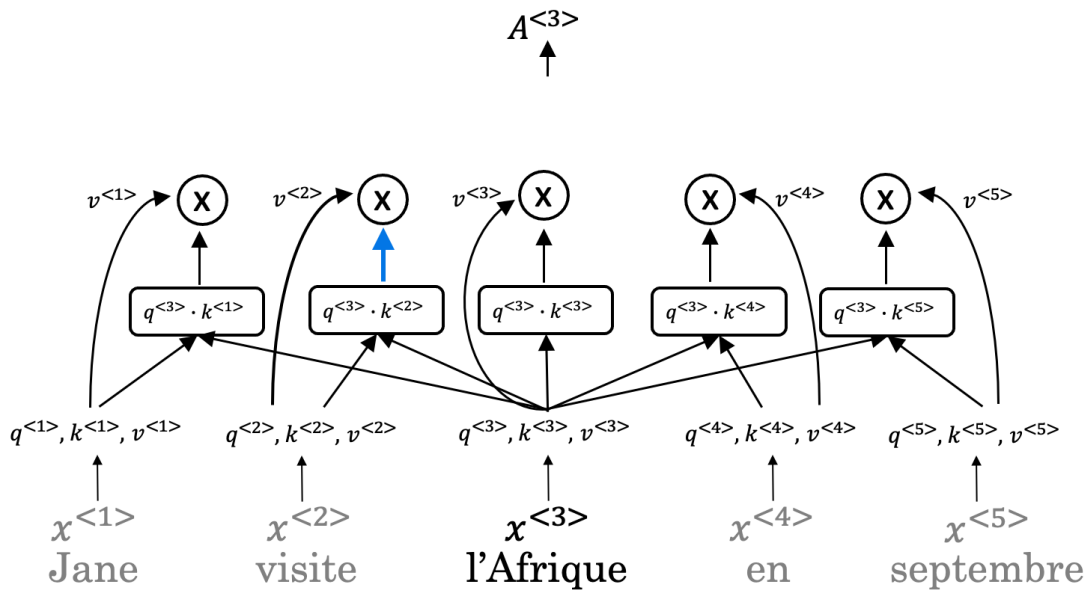 A<3>
v<1> X v<2> X v<3> X X v<4> X v<5>
q<3> · k<1> q<3> · k<2> q<3> · k<3> q<3> · k<4> q<3> · k<5>
q<1>, k<1>, v<1> q<2>, k<2>, v<2> q<3>, k<3>, v<3> q<4>, k<4>, v<4> q<5>, k<5>, v<5>
x<1> x<2> x<3> x<4> x<5>
Jane visite l’Afrique en septembre